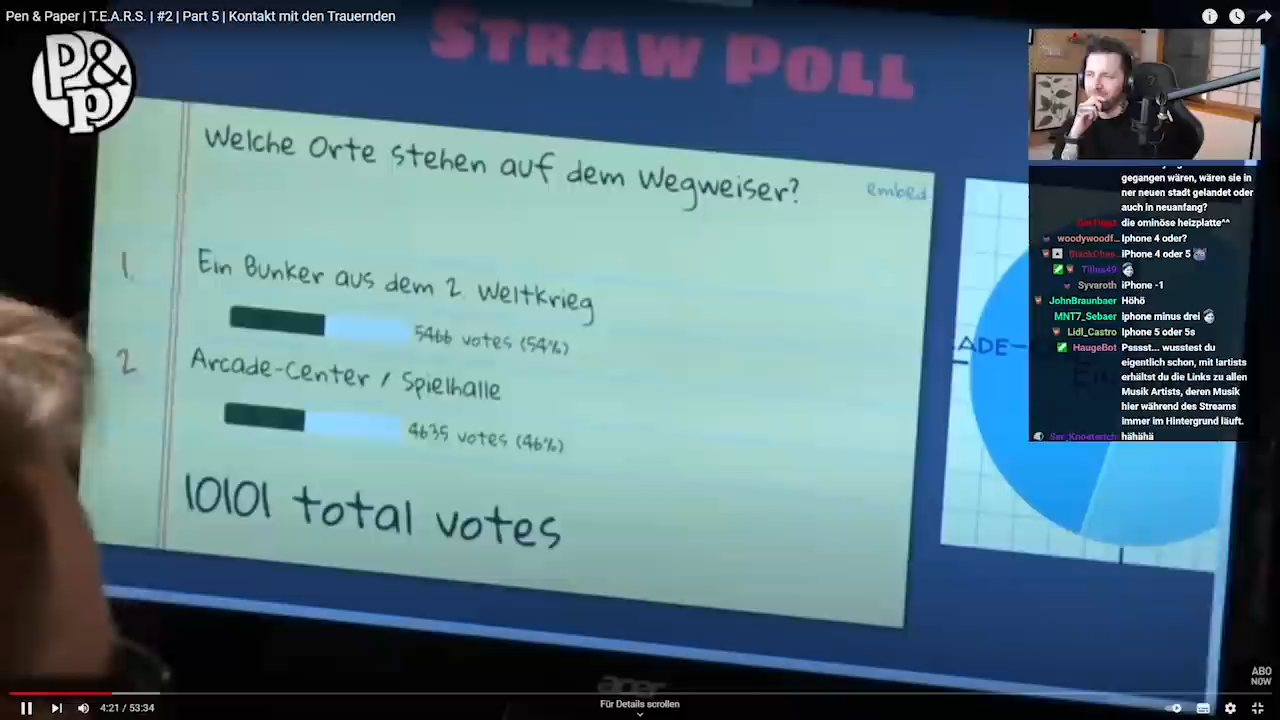 Pen & Paper | T.E.A.R.S. | #2 | Part 5 | Kontakt mit den Trauernden
P&P
STRAW POLL
Welche Orte stehen auf dem Wegweiser?
embed
1. Ein Bunker aus dem 2. Weltkrieg
5466 votes (54%)
2. Arcade-Center / Spielhalle
4635 votes (46%)
10101 total votes
ADE-
acer
gegangen wären, wären sie in
ner neuen stadt gelandet oder
auch in neuanfang?
die ominöse heizplatte^^
woodywoodf... Iphone 4 oder?
iPhone 4 oder 5
Tillus49
Syvaroth iPhone -1
JohnBraunbaer Höhö
MNT7_Sebaer Iphone minus drei
Lidl_Castro Iphone 5 oder 5s
HaugeBot Psssst... wusstest du
eigentlich schon, mit !artists
erhältst du die Links zu allen
Musik Artists, deren Musik
hier während des Streams
immer im Hintergrund läuft.
hähähä
ABO
NOW
4:21 / 53:34
Für Details scrollen